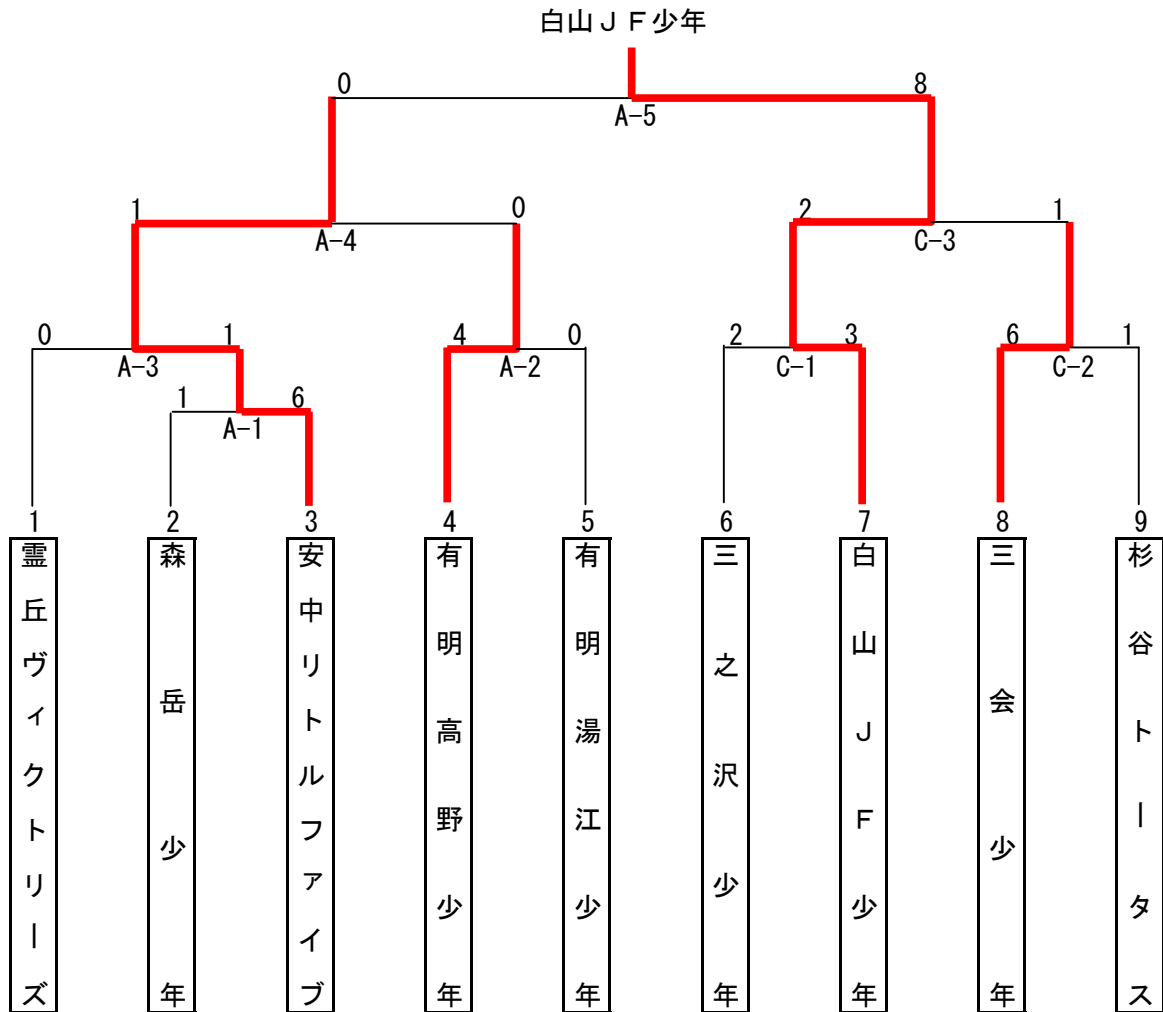 白山ＪＦ少年
0 8
A-5
1 0 2 1
A-4 C-3
0 1 4 0 2 3 6 1
A-3 A-2 C-1 C-2
1 6
A-1
1 2 3 4 5 6 7 8 9
霊丘ヴィクトリーズ
森岳少年
安中リトルファイブ
有明高野少年
有明湯江少年
三之沢少年
白山ＪＦ少年
三会少年
杉谷トータス